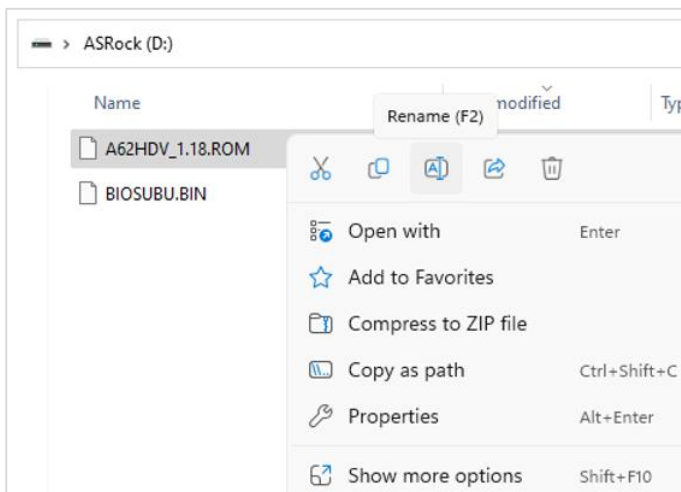 ASRock (D:)
Name modified
Rename (F2)
A62HDV_1.18.ROM
BIOSUBU.BIN
Open with Enter
Add to Favorites
Compress to ZIP file
Copy as path Ctrl+Shift+C
Properties Alt+Enter
Show more options Shift+F10